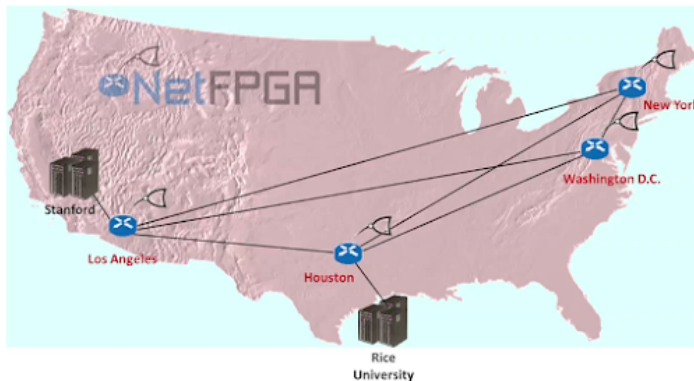 NetFPGA
New York
Washington D.C.
Stanford
Los Angeles
Houston
Rice
University